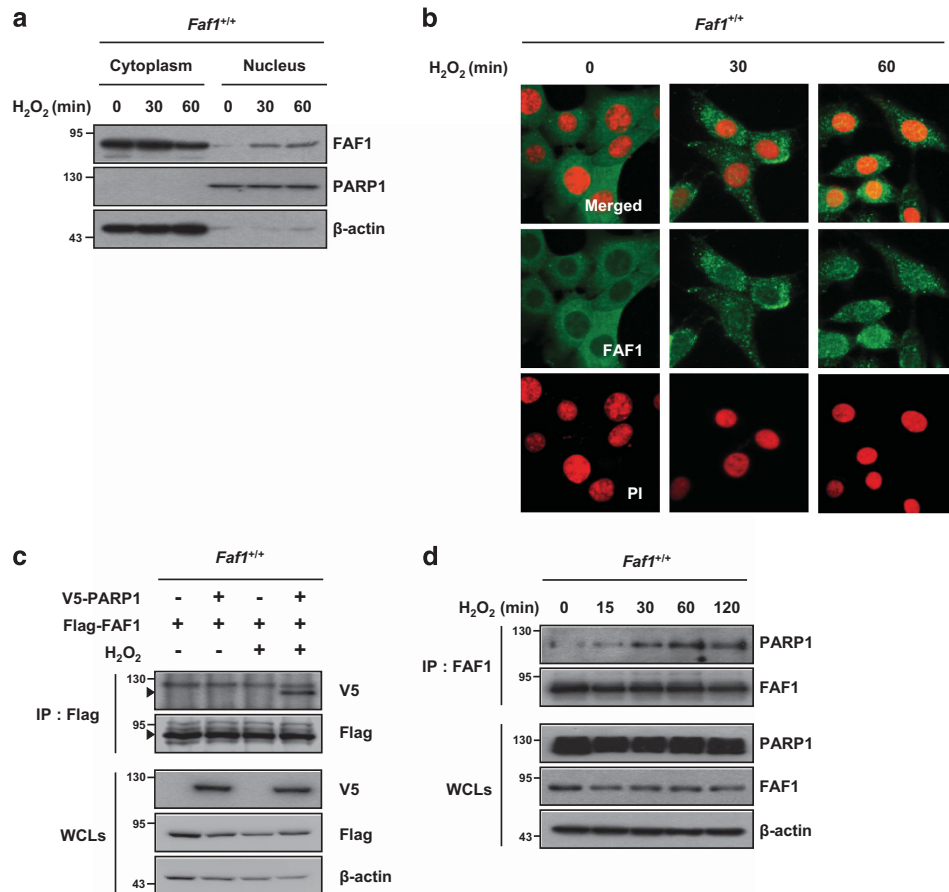 a
Faf1+/+
Cytoplasm Nucleus
H2O2 (min) 0 30 60 0 30 60
95
FAF1
130
PARP1
43
β-actin
b
Faf1+/+
H2O2 (min) 0 30 60
Merged
FAF1
PI
c
Faf1+/+
V5-PARP1 - + - +
Flag-FAF1 + + + +
H2O2 - - + +
IP : Flag
130
V5
95
Flag
WCLs
130
V5
95
Flag
43
β-actin
d
Faf1+/+
H2O2 (min) 0 15 30 60 120
IP : FAF1
130
PARP1
95
FAF1
WCLs
130
PARP1
95
FAF1
43
β-actin